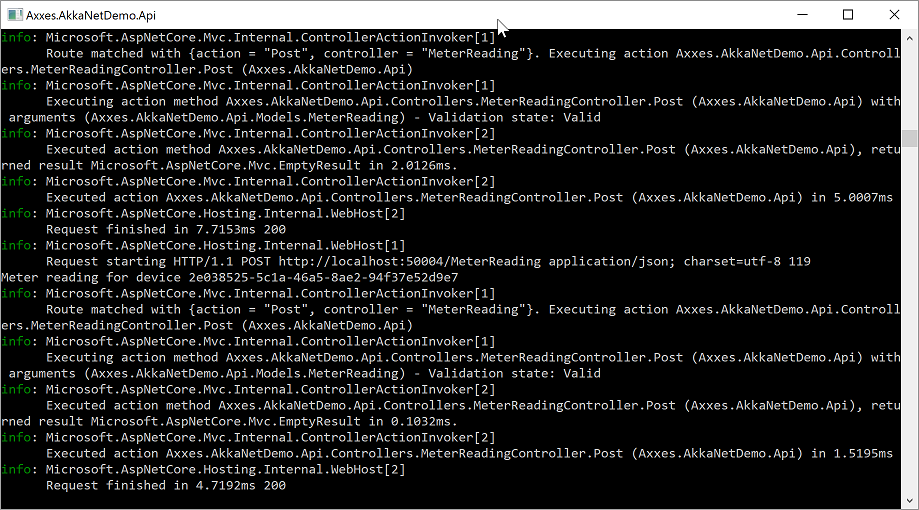 Axxes.AkkaNetDemo.Api
info: Microsoft.AspNetCore.Mvc.Internal.ControllerActionInvoker[1]
Route matched with {action = "Post", controller = "MeterReading"}. Executing action Axxes.AkkaNetDemo.Api.Controll
ers.MeterReadingController.Post (Axxes.AkkaNetDemo.Api)
info: Microsoft.AspNetCore.Mvc.Internal.ControllerActionInvoker[1]
Executing action method Axxes.AkkaNetDemo.Api.Controllers.MeterReadingController.Post (Axxes.AkkaNetDemo.Api) with
arguments (Axxes.AkkaNetDemo.Api.Models.MeterReading) - Validation state: Valid
info: Microsoft.AspNetCore.Mvc.Internal.ControllerActionInvoker[2]
Executed action method Axxes.AkkaNetDemo.Api.Controllers.MeterReadingController.Post (Axxes.AkkaNetDemo.Api), retu
rned result Microsoft.AspNetCore.Mvc.EmptyResult in 2.0126ms.
info: Microsoft.AspNetCore.Mvc.Internal.ControllerActionInvoker[2]
Executed action Axxes.AkkaNetDemo.Api.Controllers.MeterReadingController.Post (Axxes.AkkaNetDemo.Api) in 5.0007ms
info: Microsoft.AspNetCore.Hosting.Internal.WebHost[2]
Request finished in 7.7153ms 200
info: Microsoft.AspNetCore.Hosting.Internal.WebHost[1]
Request starting HTTP/1.1 POST http://localhost:50004/MeterReading application/json; charset=utf-8 119
Meter reading for device 2e038525-5c1a-46a5-8ae2-94f37e52d9e7
info: Microsoft.AspNetCore.Mvc.Internal.ControllerActionInvoker[1]
Route matched with {action = "Post", controller = "MeterReading"}. Executing action Axxes.AkkaNetDemo.Api.Controll
ers.MeterReadingController.Post (Axxes.AkkaNetDemo.Api)
info: Microsoft.AspNetCore.Mvc.Internal.ControllerActionInvoker[1]
Executing action method Axxes.AkkaNetDemo.Api.Controllers.MeterReadingController.Post (Axxes.AkkaNetDemo.Api) with
arguments (Axxes.AkkaNetDemo.Api.Models.MeterReading) - Validation state: Valid
info: Microsoft.AspNetCore.Mvc.Internal.ControllerActionInvoker[2]
Executed action method Axxes.AkkaNetDemo.Api.Controllers.MeterReadingController.Post (Axxes.AkkaNetDemo.Api), retu
rned result Microsoft.AspNetCore.Mvc.EmptyResult in 0.1032ms.
info: Microsoft.AspNetCore.Mvc.Internal.ControllerActionInvoker[2]
Executed action Axxes.AkkaNetDemo.Api.Controllers.MeterReadingController.Post (Axxes.AkkaNetDemo.Api) in 1.5195ms
info: Microsoft.AspNetCore.Hosting.Internal.WebHost[2]
Request finished in 4.7192ms 200